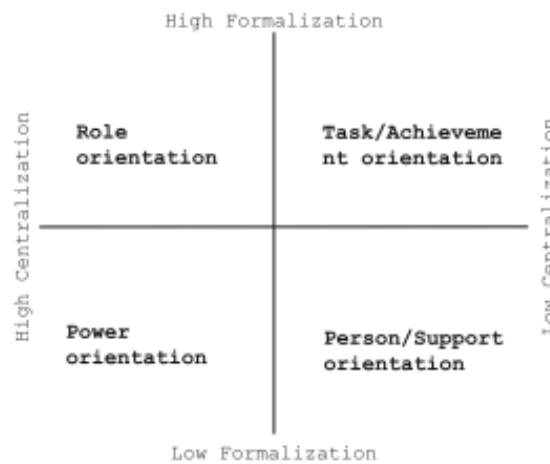 High Formalization
Role
orientation
Task/Achieveme
nt orientation
High Centralization
Low Centralization
Power
orientation
Person/Support
orientation
Low Formalization